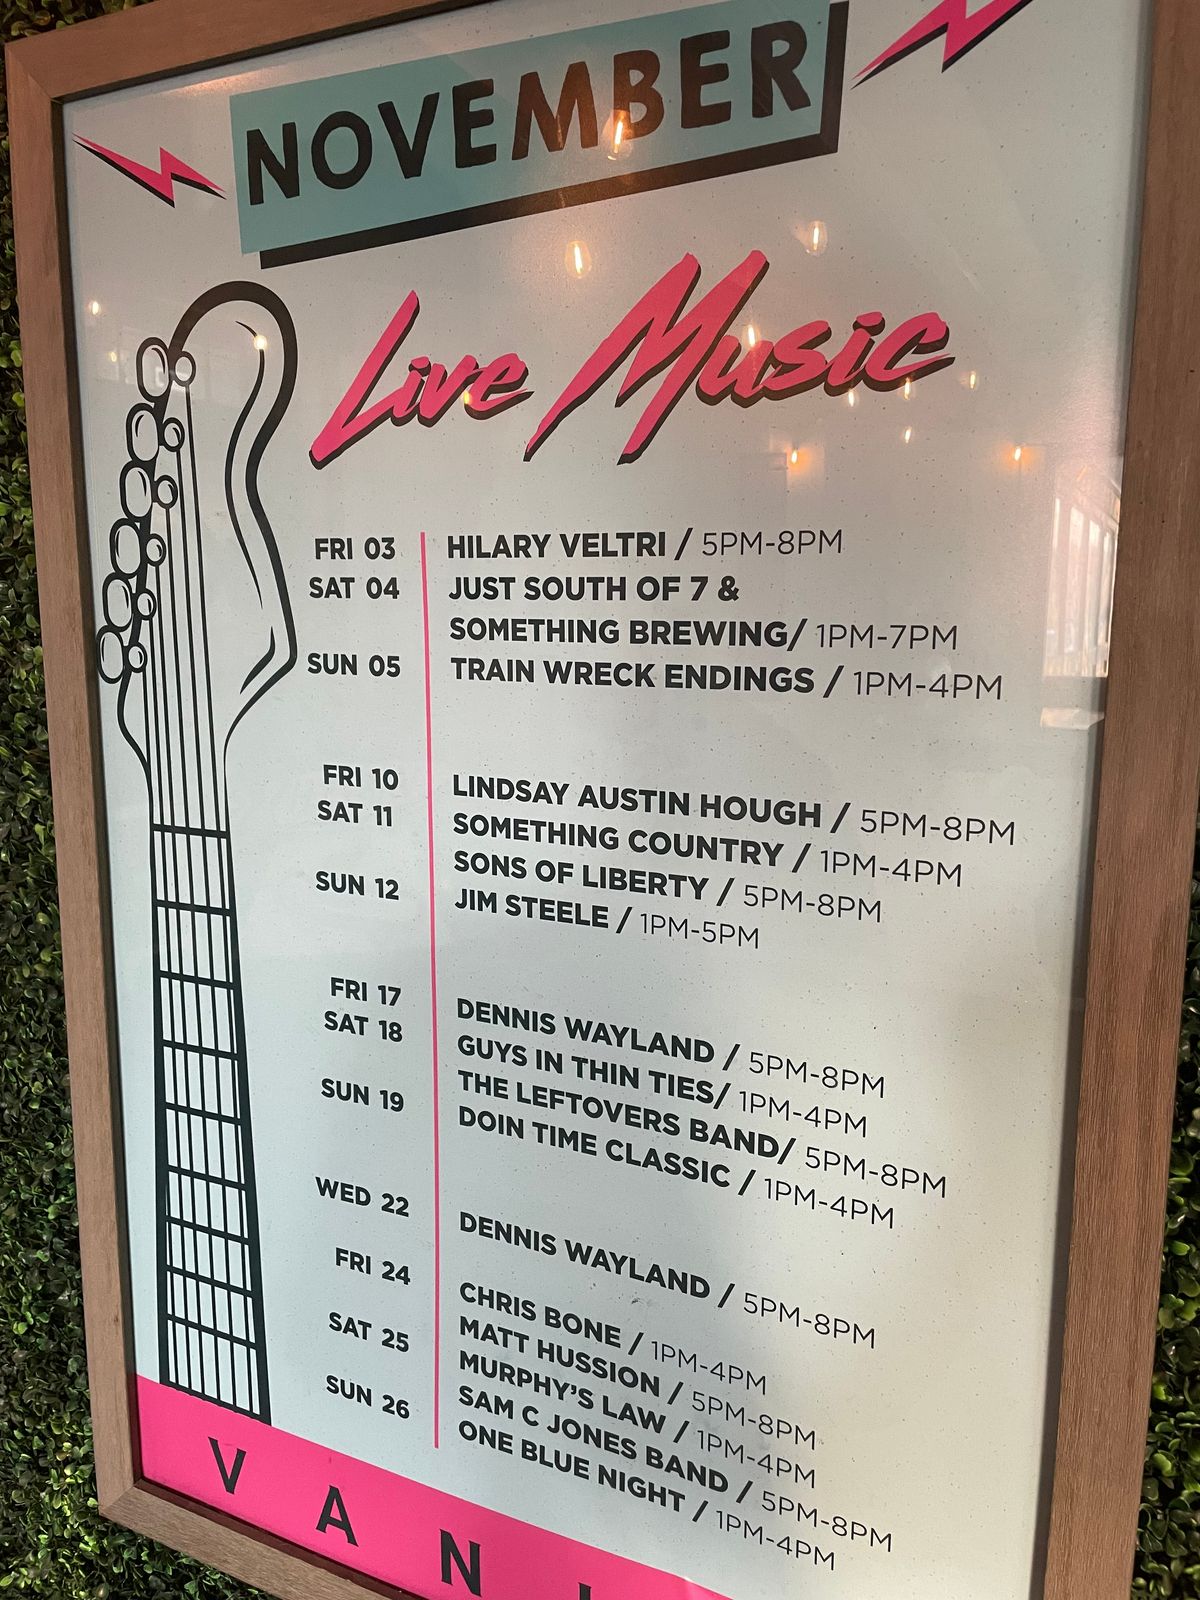 NOVEMBER
Live Music
FRI 03 HILARY VELTRI / 5PM-8PM
SAT 04 JUST SOUTH OF 7 &
SOMETHING BREWING/ 1PM-7PM
SUN 05 TRAIN WRECK ENDINGS / 1PM-4PM
FRI 10 LINDSAY AUSTIN HOUGH / 5PM-8PM
SAT 11 SOMETHING COUNTRY / 1PM-4PM
SONS OF LIBERTY / 5PM-8PM
SUN 12 JIM STEELE / 1PM-5PM
FRI 17 DENNIS WAYLAND / 5PM-8PM
SAT 18 GUYS IN THIN TIES/ 1PM-4PM
THE LEFTOVERS BAND/ 5PM-8PM
SUN 19 DOIN TIME CLASSIC / 1PM-4PM
WED 22 DENNIS WAYLAND / 5PM-8PM
FRI 24 CHRIS BONE / 1PM-4PM
MATT HUSSION / 5PM-8PM
SAT 25 MURPHY'S LAW / 1PM-4PM
SAM C JONES BAND / 5PM-8PM
SUN 26 ONE BLUE NIGHT / 1PM-4PM
VAN